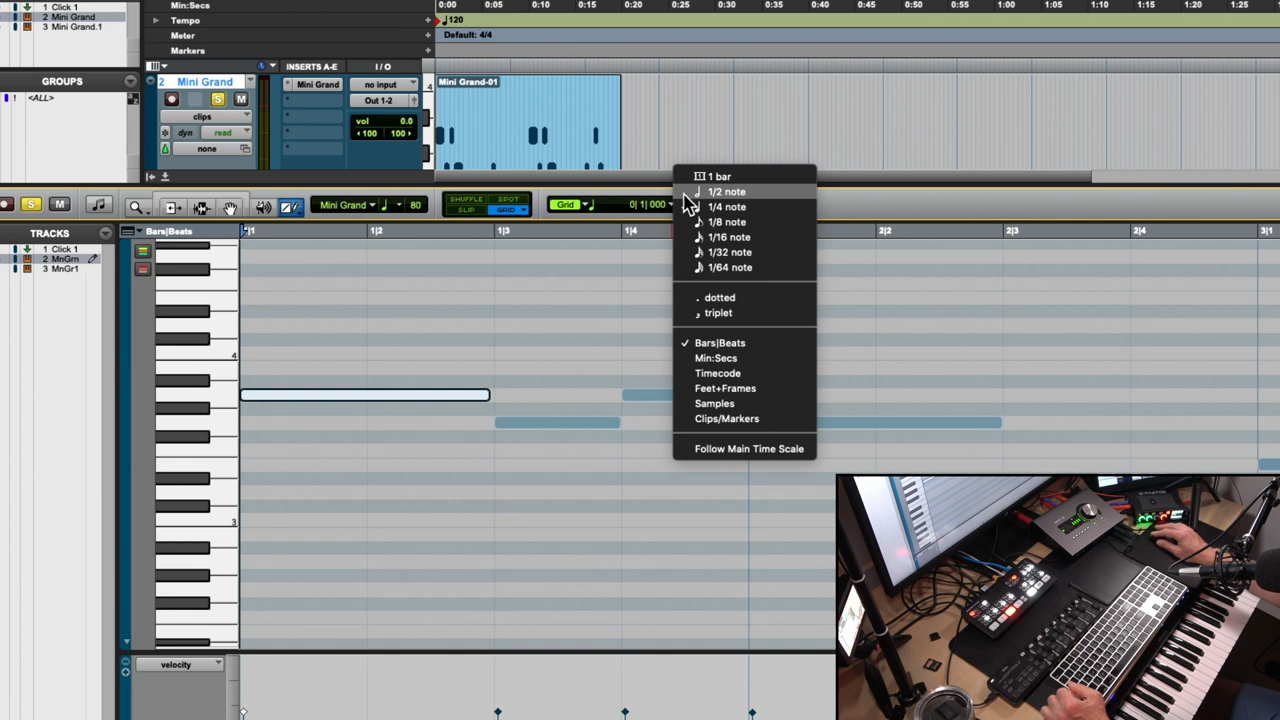 1 Click 1
2 Mini Grand
3 Mini Grand.1
Min:Secs
Tempo
Meter
Markers
0:00 0:05 0:10 0:15 0:20 0:25 0:30 0:35 0:40 0:45 0:50 0:55 1:00 1:05 1:10 1:15 1:20 1:25
120
Default: 4/4
INSERTS A-E
I / O
GROUPS
! <ALL>
2 Mini Grand
S M
clips
dyn read
none
Mini Grand
no input
Out 1-2
vol 0.0
100 100
4
Mini Grand-01
S M
Mini Grand 80
SHUFFLE SPOT
SLIP GRID
Grid 0| 1| 000
1 bar
1/2 note
1/4 note
1/8 note
1/16 note
1/32 note
1/64 note
dotted
triplet
Bars|Beats
Min:Secs
Timecode
Feet+Frames
Samples
Clips/Markers
Follow Main Time Scale
TRACKS
1 Click 1
2 MnGrn
3 MnGr1
Bars|Beats
1|2 1|3 1|4 2|2 2|3 2|4 3|1
4
3
velocity